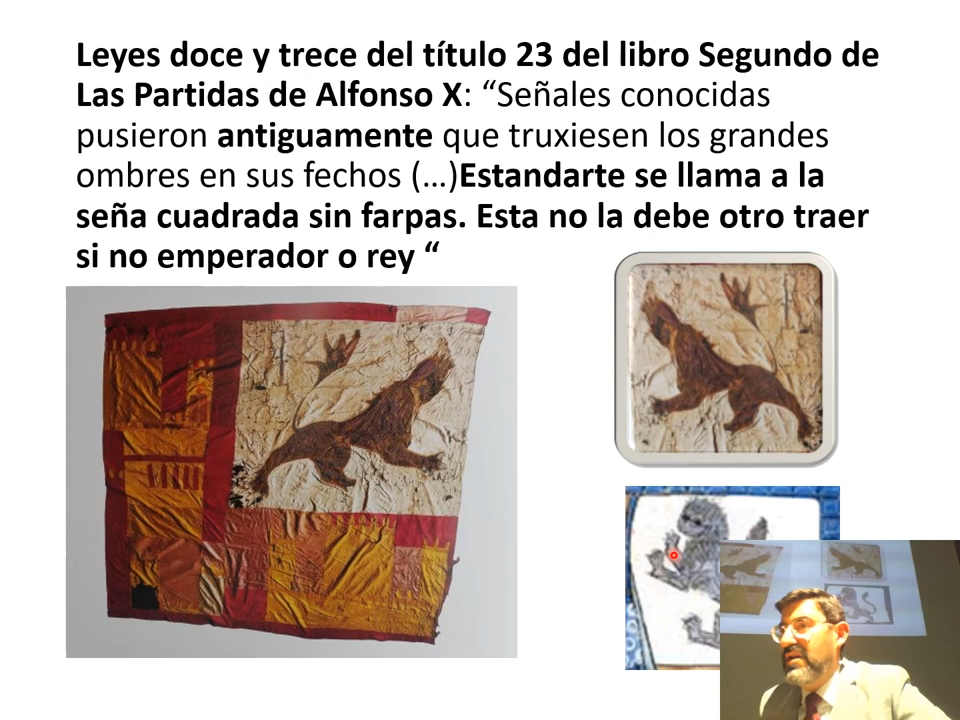 Leyes doce y trece del título 23 del libro Segundo de
Las Partidas de Alfonso X: “Señales conocidas
pusieron antiguamente que truxiesen los grandes
ombres en sus fechos (…)Estandarte se llama a la
seña cuadrada sin farpas. Esta no la debe otro traer
si no emperador o rey “